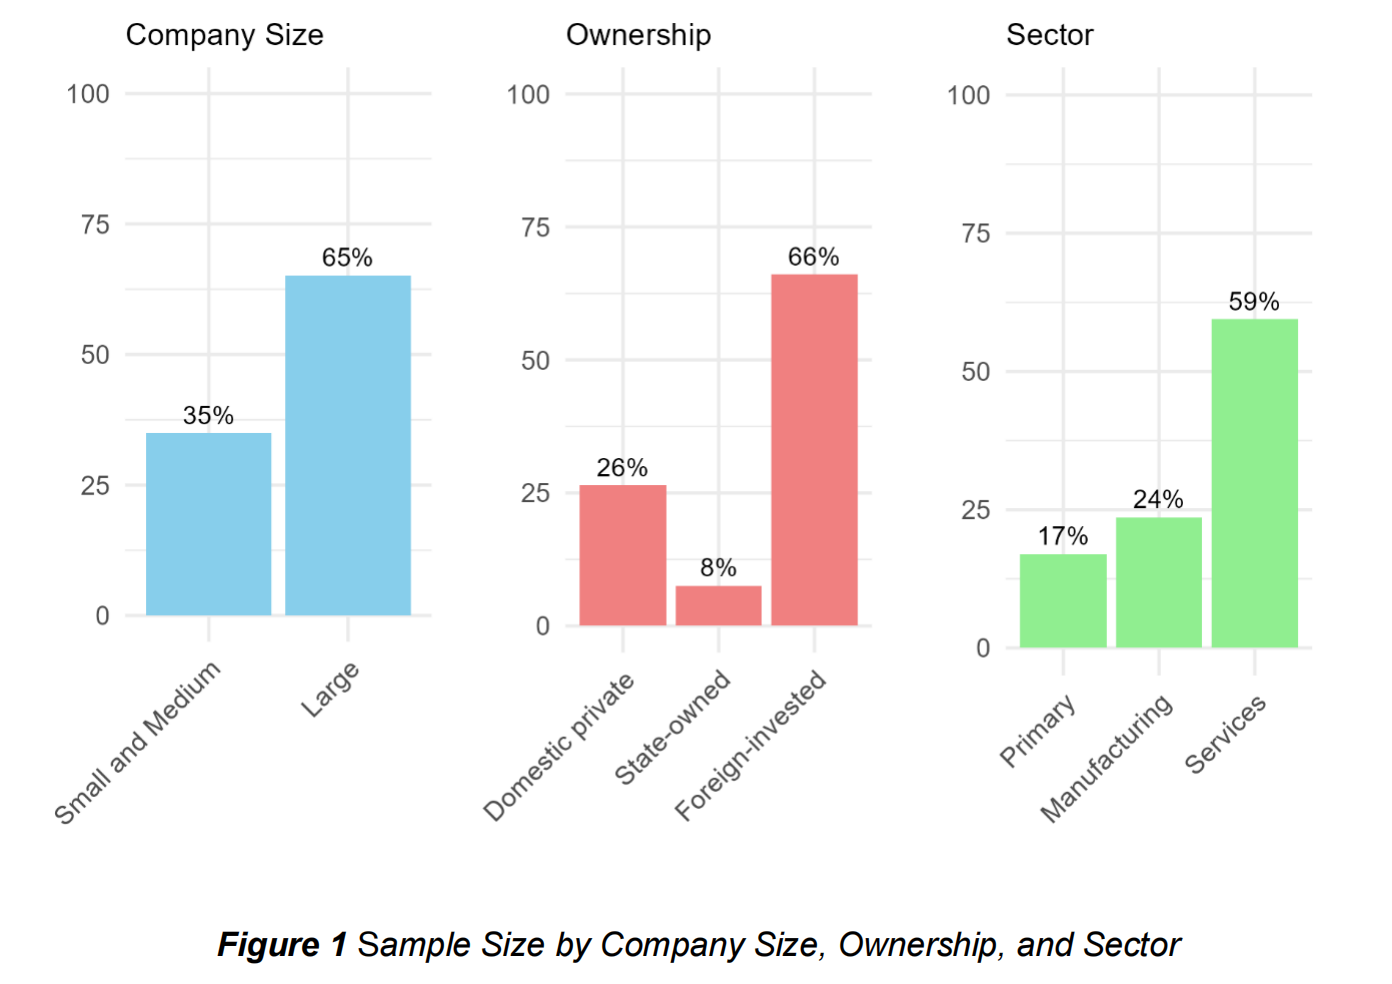 Company Size
100
75
50
25
0
35%
65%
Small and Medium
Large
Ownership
100
75
50
25
0
26%
8%
66%
Domestic private
State-owned
Foreign-invested
Sector
100
75
50
25
0
17%
24%
59%
Primary
Manufacturing
Services
Figure 1 Sample Size by Company Size, Ownership, and Sector